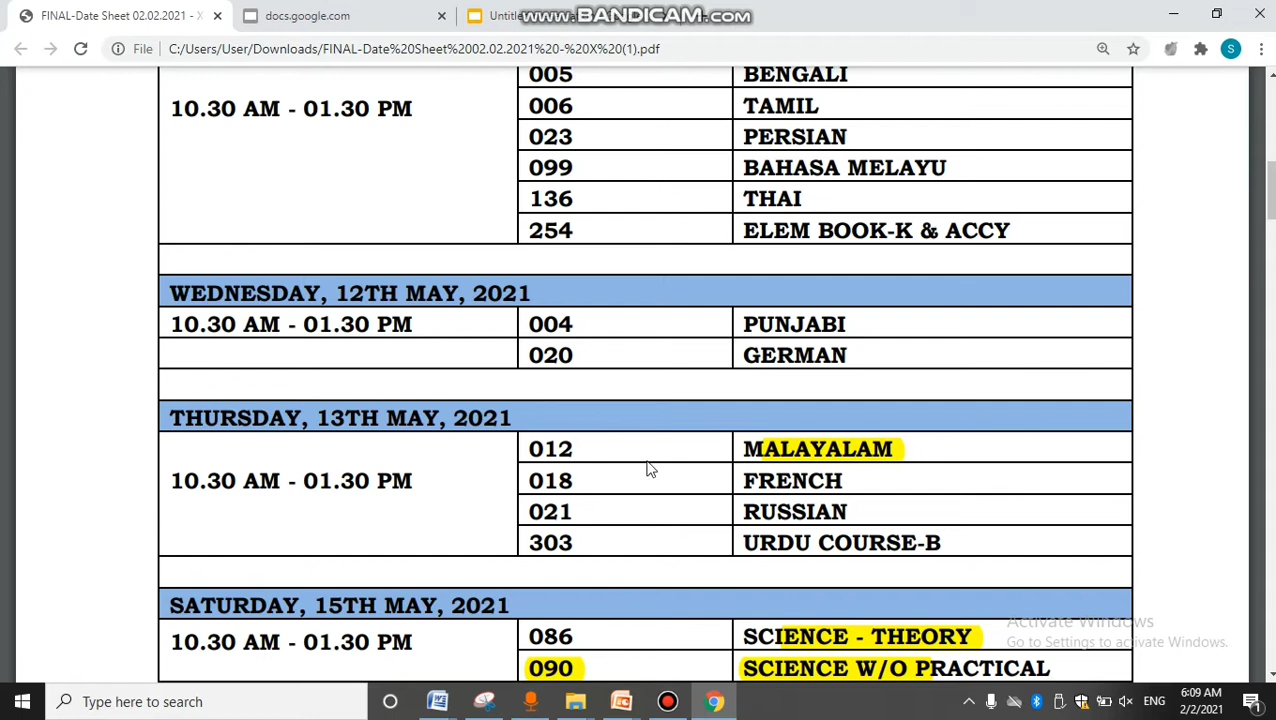 Date Sheet 02.02.2021 - X
docs.google.com
www.BANDICAM.com
File C:/Users/User/Downloads/FINAL-Date%20Sheet%2002.02.2021%20-%20X%20(1).pdf
S
005 BENGALI
10.30 AM - 01.30 PM 006 TAMIL
023 PERSIAN
099 BAHASA MELAYU
136 THAI
254 ELEM BOOK-K & ACCY
WEDNESDAY, 12TH MAY, 2021
10.30 AM - 01.30 PM 004 PUNJABI
020 GERMAN
THURSDAY, 13TH MAY, 2021
012 MALAYALAM
10.30 AM - 01.30 PM 018 FRENCH
021 RUSSIAN
303 URDU COURSE-B
SATURDAY, 15TH MAY, 2021
10.30 AM - 01.30 PM 086 SCIENCE - THEORY
090 SCIENCE W/O PRACTICAL
Activate Windows
Go to Settings to activate Windows.
Type here to search
ENG
6:09 AM
2/2/2021